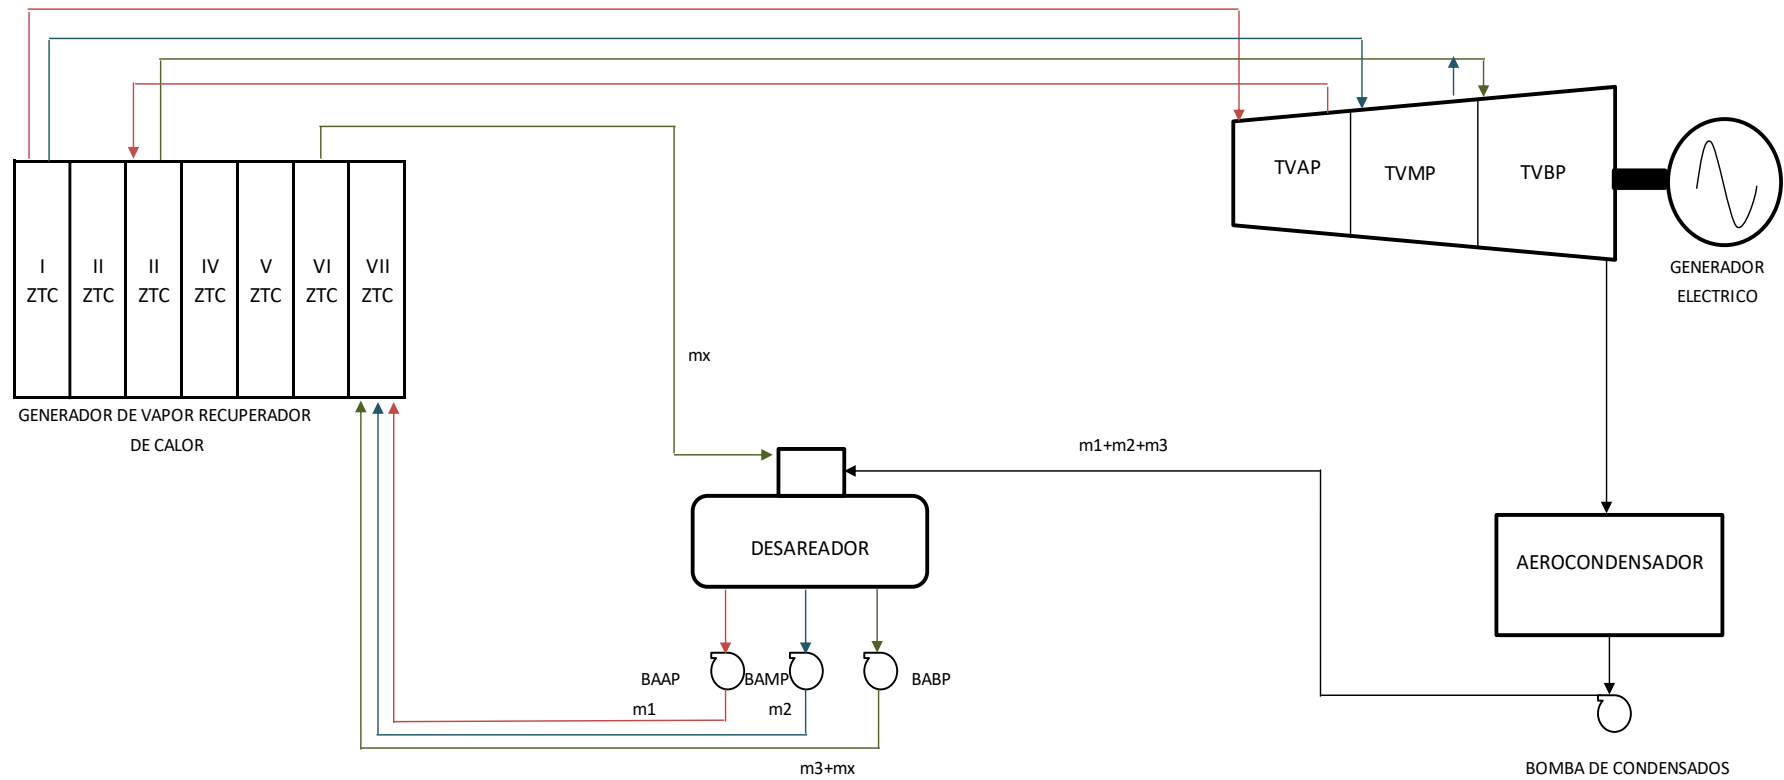 TVAP
TVMP
TVBP
I
ZTC
II
ZTC
II
ZTC
IV
ZTC
V
ZTC
VI
ZTC
VII
ZTC
GENERADOR
ELECTRICO
mx
GENERADOR DE VAPOR RECUPERADOR
DE CALOR
m1+m2+m3
DESAREADOR
AEROCONDENSADOR
BAAP
BAMP
BABP
m1
m2
m3+mx
BOMBA DE CONDENSADOS